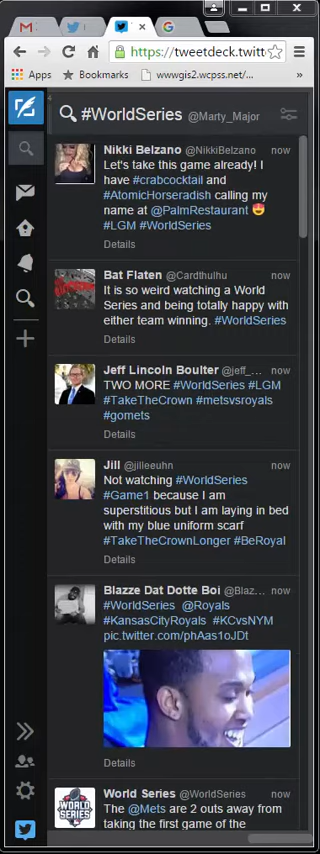 https://tweetdeck.twitt
Apps
Bookmarks
wwwgis2.wcpss.net/...
#WorldSeries @Marty_Major
Nikki Belzano @NikkiBelzano now
Let's take this game already! I
have #crabcocktail and
#AtomicHorseradish calling my
name at @PalmRestaurant 😍
#LGM #WorldSeries
Details
Bat Flaten @Cardthulhu now
It is so weird watching a World
Series and being totally happy with
either team winning. #WorldSeries
Details
Jeff Lincoln Boulter @jeff_... now
TWO MORE #WorldSeries #LGM
#TakeTheCrown #metsvsroyals
#gomets
Details
Jill @jilleeuhn now
Not watching #WorldSeries
#Game1 because I am
superstitious but I am laying in bed
with my blue uniform scarf
#TakeTheCrownLonger #BeRoyal
Details
Blazze Dat Dotte Boi @Blaz... now
#WorldSeries @Royals
#KansasCityRoyals #KCvsNYM
pic.twitter.com/phAas1oJDt
Details
WORLD
SERIES
World Series @WorldSeries now
The @Mets are 2 outs away from
taking the first game of the